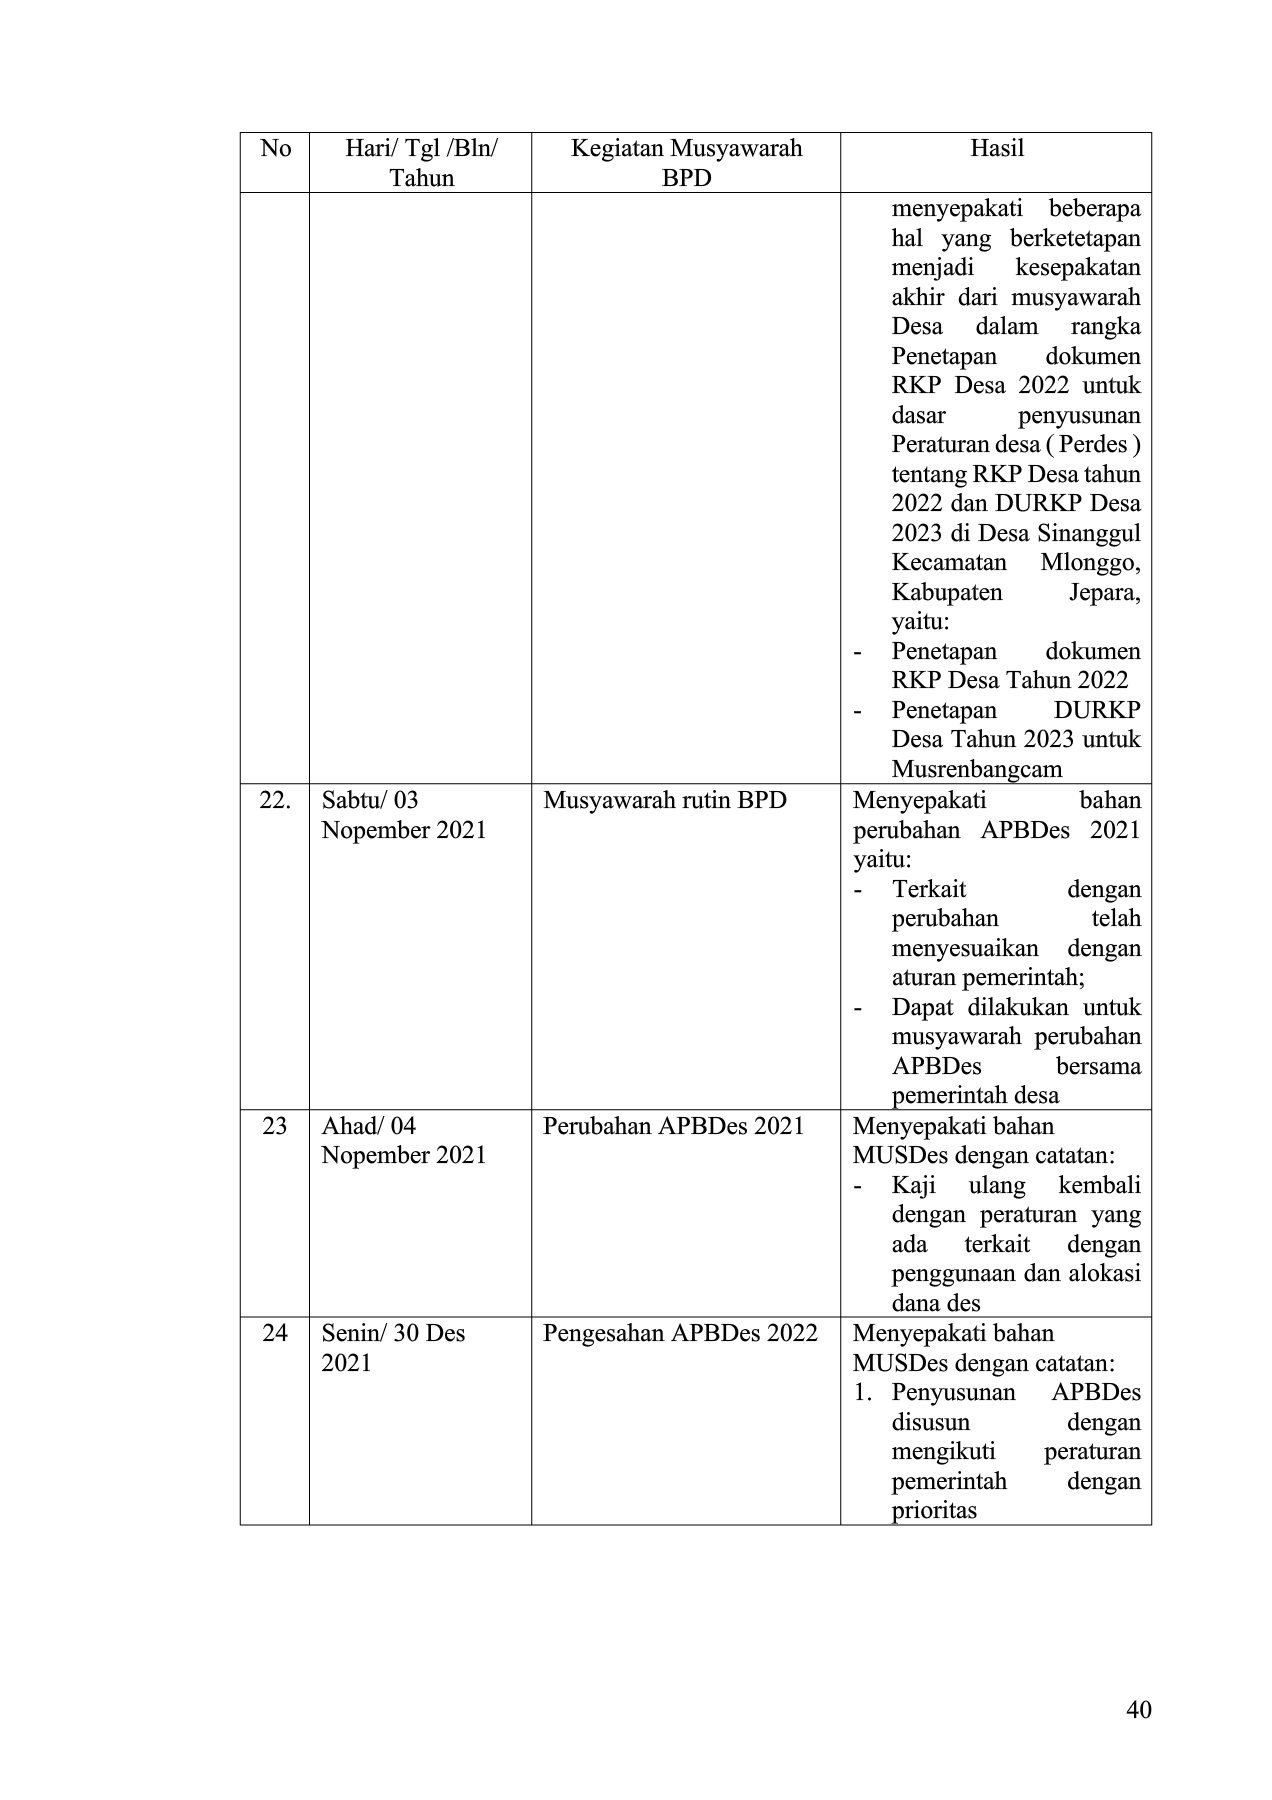 No
Hari/ Tgl /Bln/
Tahun
Kegiatan Musyawarah
BPD
Hasil
menyepakati beberapa
hal yang berketetapan
menjadi kesepakatan
akhir dari musyawarah
Desa dalam rangka
Penetapan dokumen
RKP Desa 2022 untuk
dasar penyusunan
Peraturan desa ( Perdes )
tentang RKP Desa tahun
2022 dan DURKP Desa
2023 di Desa Sinanggul
Kecamatan Mlonggo,
Kabupaten Jepara,
yaitu:
- Penetapan dokumen
RKP Desa Tahun 2022
- Penetapan DURKP
Desa Tahun 2023 untuk
Musrenbangcam
22.
Sabtu/ 03
Nopember 2021
Musyawarah rutin BPD
Menyepakati bahan
perubahan APBDes 2021
yaitu:
- Terkait dengan
perubahan telah
menyesuaikan dengan
aturan pemerintah;
- Dapat dilakukan untuk
musyawarah perubahan
APBDes bersama
pemerintah desa
23
Ahad/ 04
Nopember 2021
Perubahan APBDes 2021
Menyepakati bahan
MUSDes dengan catatan:
- Kaji ulang kembali
dengan peraturan yang
ada terkait dengan
penggunaan dan alokasi
dana des
24
Senin/ 30 Des
2021
Pengesahan APBDes 2022
Menyepakati bahan
MUSDes dengan catatan:
1. Penyusunan APBDes
disusun dengan
mengikuti peraturan
pemerintah dengan
prioritas
40